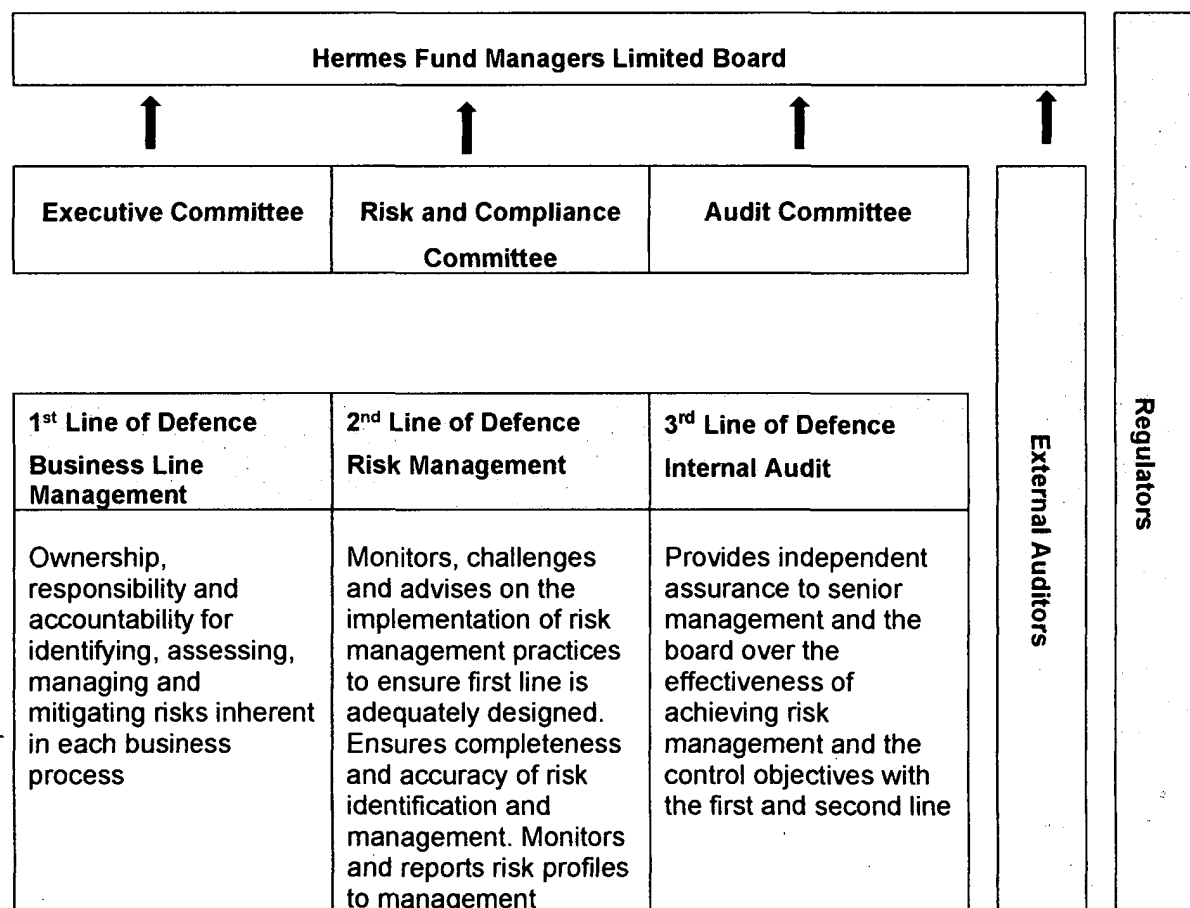 Hermes Fund Managers Limited Board
Executive Committee
Risk and Compliance
Committee
Audit Committee
1st Line of Defence
Business Line
Management
2nd Line of Defence
Risk Management
3rd Line of Defence
Internal Audit
Ownership,
responsibility and
accountability for
identifying, assessing,
managing and
mitigating risks inherent
in each business
process
Monitors, challenges
and advises on the
implementation of risk
management practices
to ensure first line is
adequately designed.
Ensures completeness
and accuracy of risk
identification and
management. Monitors
and reports risk profiles
to management
Provides independent
assurance to senior
management and the
board over the
effectiveness of
achieving risk
management and the
control objectives with
the first and second line
External Auditors
Regulators